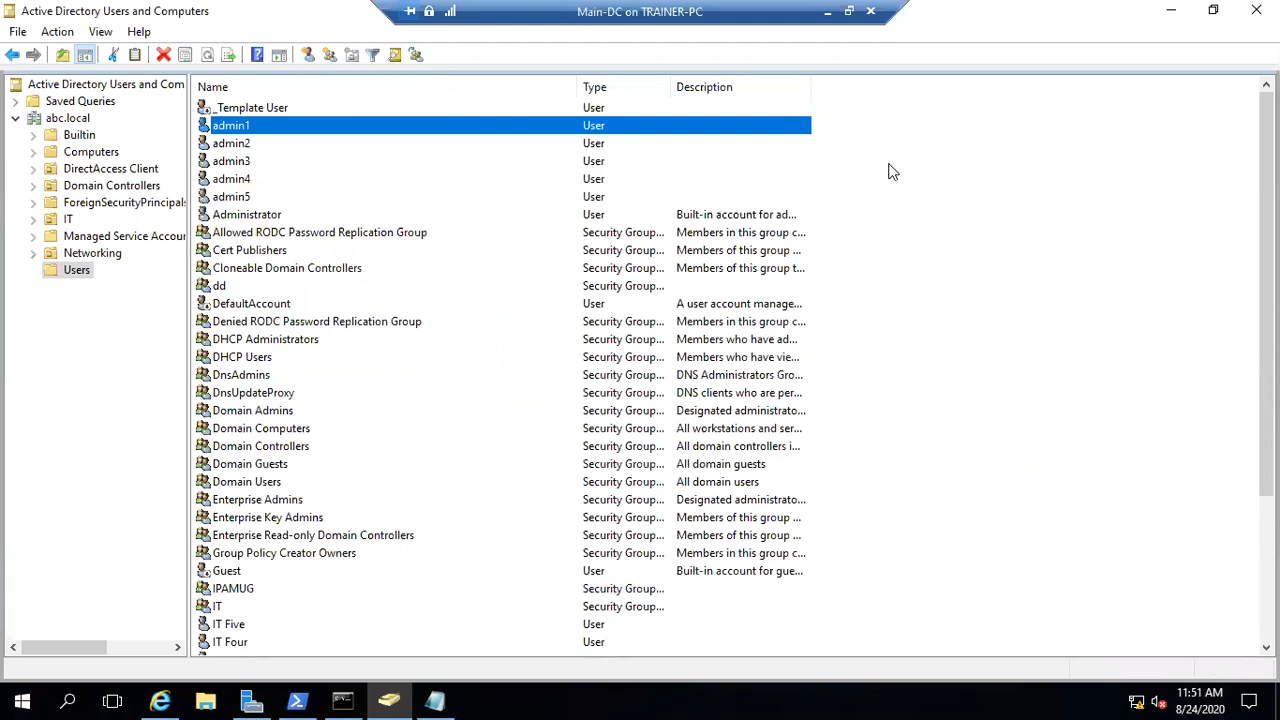 Active Directory Users and Computers
Main-DC on TRAINER-PC
File Action View Help
Active Directory Users and Com
Saved Queries
abc.local
Builtin
Computers
DirectAccess Client
Domain Controllers
ForeignSecurityPrincipals
IT
Managed Service Accour
Networking
Users
Name Type Description
_Template User User
admin1 User
admin2 User
admin3 User
admin4 User
admin5 User
Administrator User Built-in account for ad...
Allowed RODC Password Replication Group Security Group... Members in this group c...
Cert Publishers Security Group... Members of this group ...
Cloneable Domain Controllers Security Group... Members of this group t...
dd Security Group...
DefaultAccount User A user account manage...
Denied RODC Password Replication Group Security Group... Members in this group c...
DHCP Administrators Security Group... Members who have ad...
DHCP Users Security Group... Members who have vie...
DnsAdmins Security Group... DNS Administrators Gro...
DnsUpdateProxy Security Group... DNS clients who are per...
Domain Admins Security Group... Designated administrato...
Domain Computers Security Group... All workstations and ser...
Domain Controllers Security Group... All domain controllers i...
Domain Guests Security Group... All domain guests
Domain Users Security Group... All domain users
Enterprise Admins Security Group... Designated administrato...
Enterprise Key Admins Security Group... Members of this group ...
Enterprise Read-only Domain Controllers Security Group... Members of this group ...
Group Policy Creator Owners Security Group... Members in this group c...
Guest User Built-in account for gue...
IPAMUG Security Group...
IT Security Group...
IT Five User
IT Four User
11:51 AM
8/24/2020